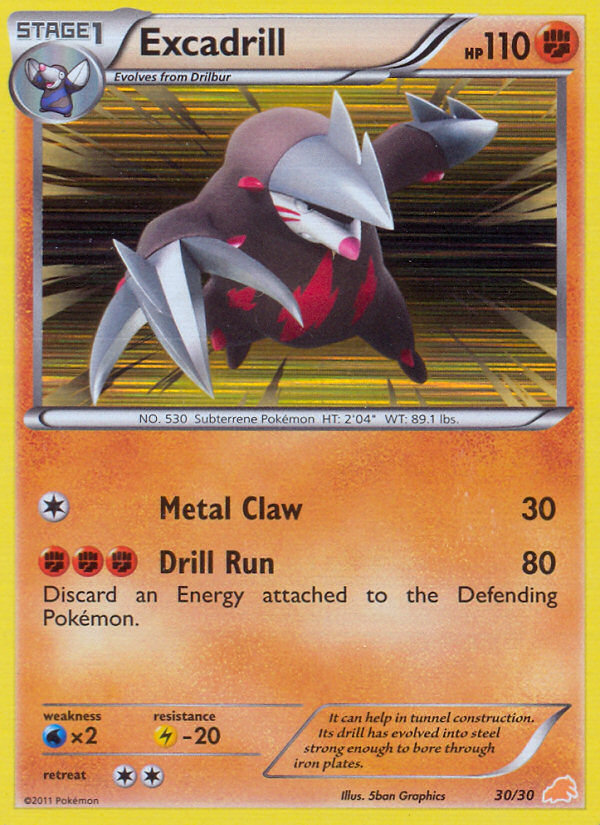 STAGE1
Excadrill
HP110
Evolves from Drilbur
NO. 530 Subterrene Pokémon HT: 2'04" WT: 89.1 lbs.
Metal Claw 30
Drill Run 80
Discard an Energy attached to the Defending
Pokémon.
weakness resistance
×2 -20
It can help in tunnel construction.
Its drill has evolved into steel
strong enough to bore through
iron plates.
retreat
©2011 Pokémon Illus. 5ban Graphics 30/30